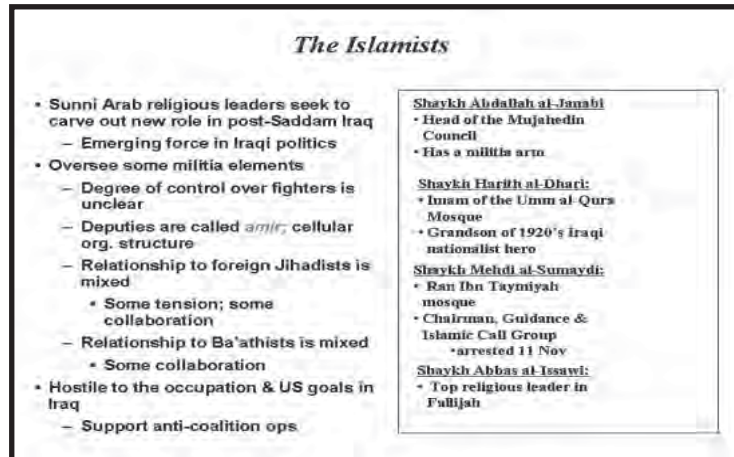 The Islamists
• Sunni Arab religious leaders seek to
carve out new role in post-Saddam Iraq
– Emerging force in Iraqi politics
• Oversee some militia elements
– Degree of control over fighters is
unclear
– Deputies are called amir; cellular
org. structure
– Relationship to foreign Jihadists is
mixed
• Some tension; some
collaboration
– Relationship to Ba'athists is mixed
• Some collaboration
• Hostile to the occupation & US goals in
Iraq
– Support anti-coalition ops
Shaykh Abdallah al-Janabi
• Head of the Mujahedin
Council
• Has a militia arm
Shaykh Harith al-Dhari:
• Imam of the Umm al-Qura
Mosque
• Grandson of 1920's Iraqi
nationalist hero
Shaykh Mehdi al-Sumaydi:
• Ran Ibn Taymiyah
mosque
• Chairman, Guidance &
Islamic Call Group
• arrested 11 Nov
Shaykh Abbas al-Issawi:
• Top religious leader in
Fallijah